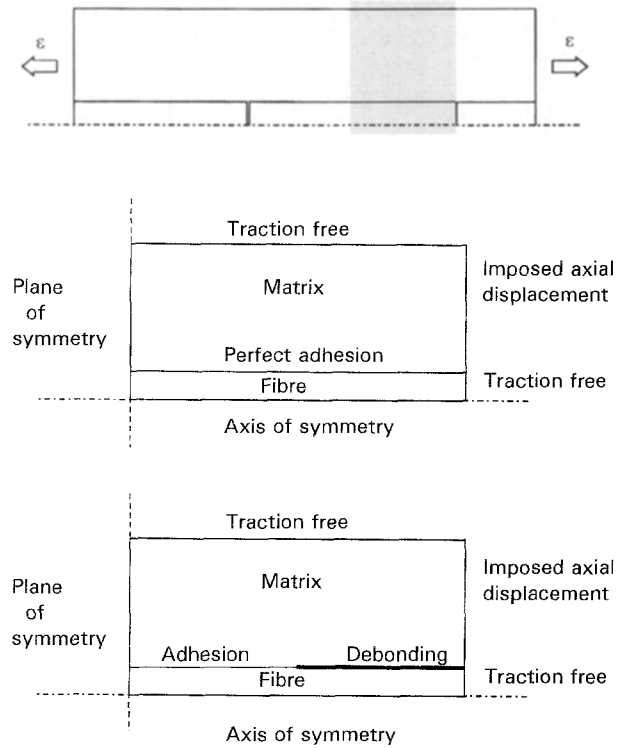 ε
ε
Traction free
Plane
of
symmetry
Matrix
Imposed axial
displacement
Perfect adhesion
Fibre
Traction free
Axis of symmetry
Traction free
Plane
of
symmetry
Matrix
Imposed axial
displacement
Adhesion
Debonding
Fibre
Traction free
Axis of symmetry